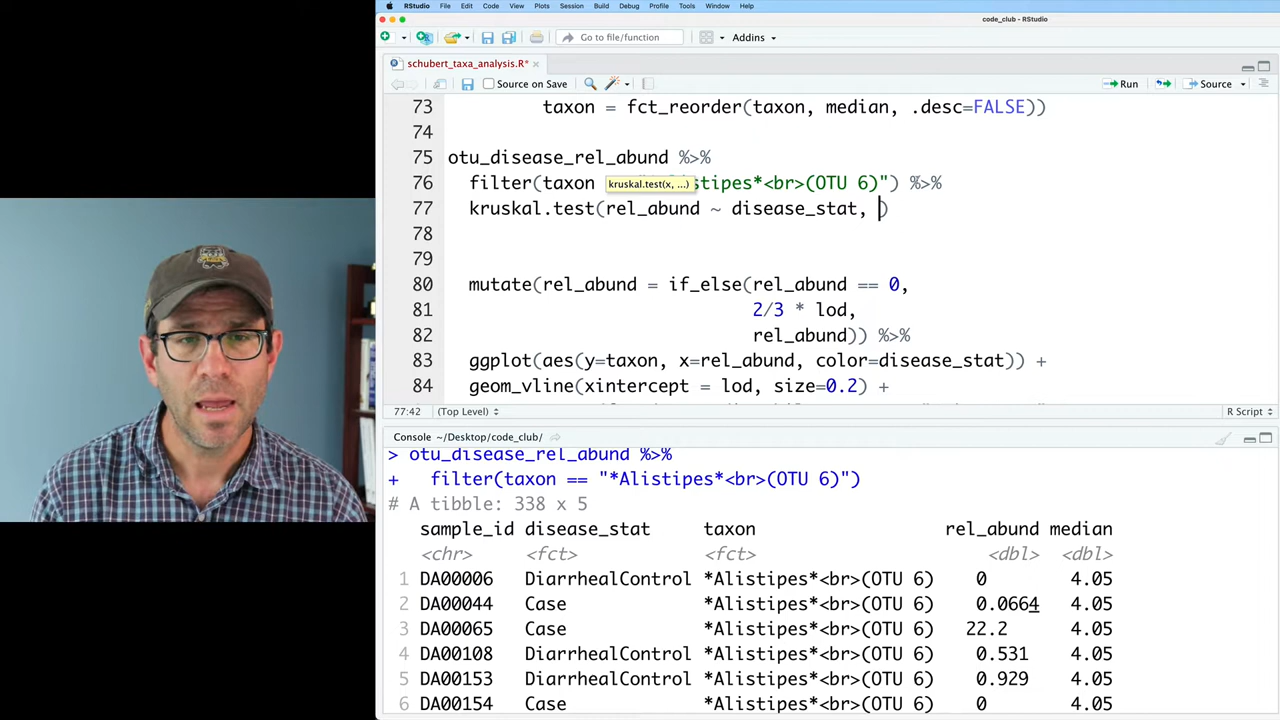 RStudio File Edit Code View Plots Session Build Debug Profile Tools Window Help
code_club - RStudio
Go to file/function Addins
schubert_taxa_analysis.R*
Source on Save Run Source
73 taxon = fct_reorder(taxon, median, .desc=FALSE))
74
75 otu_disease_rel_abund %>%
kruskal.test(x, ...)
76 filter(taxon stipes*<br>(OTU 6)") %>%
77 kruskal.test(rel_abund ~ disease_stat, )
78
79
80 mutate(rel_abund = if_else(rel_abund == 0,
81 2/3 * lod,
82 rel_abund)) %>%
83 ggplot(aes(y=taxon, x=rel_abund, color=disease_stat)) +
84 geom_vline(xintercept = lod, size=0.2) +
77:42 (Top Level) R Script
Console ~/Desktop/code_club/
> otu_disease_rel_abund %>%
+ filter(taxon == "*Alistipes*<br>(OTU 6)")
# A tibble: 338 x 5
sample_id disease_stat taxon rel_abund median
<chr> <fct> <fct> <dbl> <dbl>
1 DA00006 DiarrhealControl *Alistipes*<br>(OTU 6) 0 4.05
2 DA00044 Case *Alistipes*<br>(OTU 6) 0.0664 4.05
3 DA00065 Case *Alistipes*<br>(OTU 6) 22.2 4.05
4 DA00108 DiarrhealControl *Alistipes*<br>(OTU 6) 0.531 4.05
5 DA00153 DiarrhealControl *Alistipes*<br>(OTU 6) 0.929 4.05
6 DA00154 Case *Alistipes*<br>(OTU 6) 0 4.05